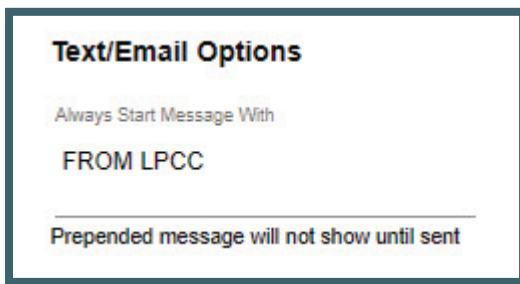 Text/Email Options
Always Start Message With
FROM LPCC
Prepended message will not show until sent